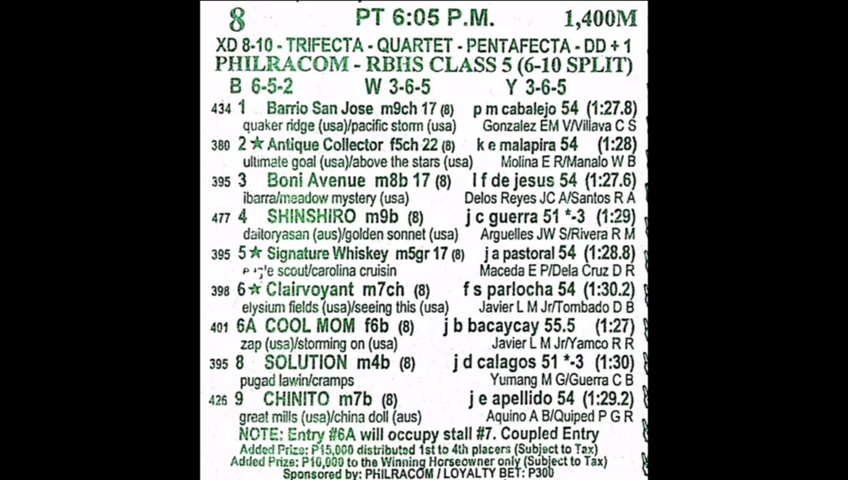 8 PT 6:05 P.M. 1,400M
XD 8-10 - TRIFECTA - QUARTET - PENTAFECTA - DD + 1
PHILRACOM - RBHS CLASS 5 (6-10 SPLIT)
B 6-5-2 W 3-6-5 Y 3-6-5
434 1 Barrio San Jose m9ch 17 (8) p m cabalejo 54 (1:27.8)
quaker ridge (usa)/pacific storm (usa) Gonzalez EM V/Villava C S
380 2★ Antique Collector f5ch 22 (8) k e malapira 54 (1:28)
ultimate goal (usa)/above the stars (usa) Molina E R/Manalo W B
395 3 Boni Avenue m8b 17 (8) l f de jesus 54 (1:27.6)
ibarra/meadow mystery (usa) Delos Reyes JC A/Santos R A
477 4 SHINSHIRO m9b (8) j c guerra 51 *-3 (1:29)
daitoryasan (aus)/golden sonnet (usa) Arguelles JW S/Rivera R M
395 5★ Signature Whiskey m5gr 17 (8) j a pastoral 54 (1:28.8)
scout/carolina cruisin Maceda E P/Dela Cruz D R
398 6★ Clairvoyant m7ch (8) f s parlocha 54 (1:30.2)
elysium fields (usa)/seeing this (usa) Javier L M Jr/Tombado D B
401 6A COOL MOM f6b (8) j b bacaycay 55.5 (1:27)
zap (usa)/storming on (usa) Javier L M Jr/Yamco R R
395 8 SOLUTION m4b (8) j d calagos 51 *-3 (1:30)
pugad lawin/cramps Yumang M G/Guerra C B
426 9 CHINITO m7b (8) j e apellido 54 (1:29.2)
great mills (usa)/china doll (aus) Aquino A B/Quiped P G R
NOTE: Entry #6A will occupy stall #7. Coupled Entry
Added Prize: P15,000 distributed 1st to 4th placers (Subject to Tax)
Added Prize: P10,000 to the Winning Horseowner only (Subject to Tax)
Sponsored by: PHILRACOM / LOYALTY BET: P300